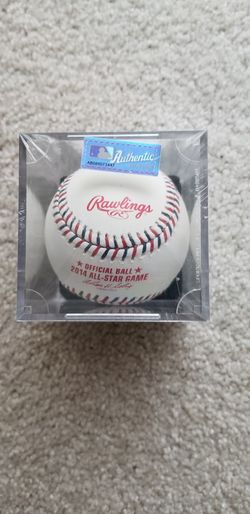 Authentic
Rawlings
R
OFFICIAL BALL
2014 ALL-STAR GAME